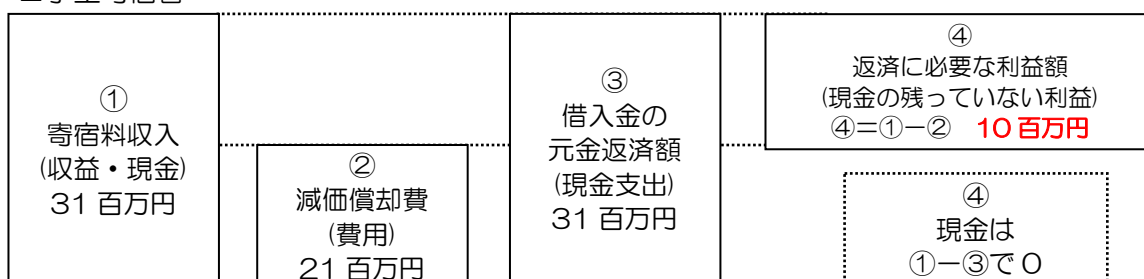 ①
寄宿料収入
(収益・現金)
31 百万円
②
減価償却費
(費用)
21 百万円
③
借入金の
元金返済額
(現金支出)
31 百万円
④
返済に必要な利益額
(現金の残っていない利益)
④＝①－② 10 百万円
④
現金は
①－③で 0